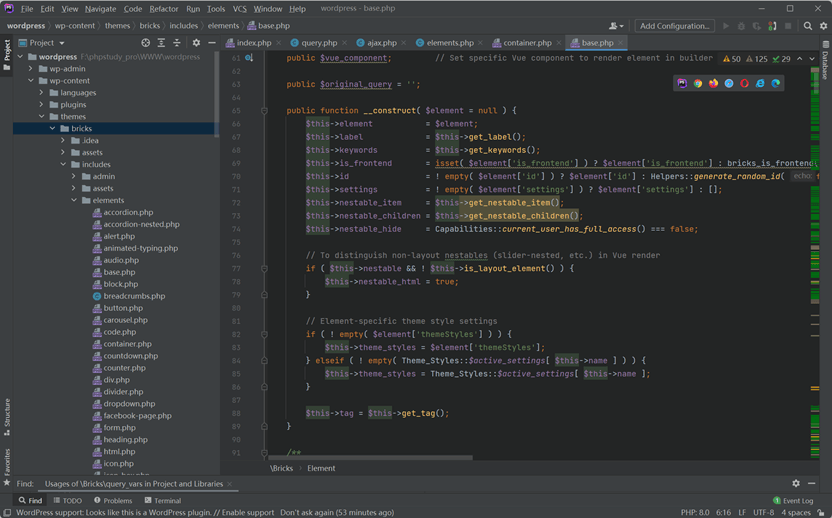 File Edit View Navigate Code Refactor Run Tools VCS Window Help wordpress - base.php
wordpress wp-content themes bricks includes elements base.php Add Configuration...
Project
index.php query.php ajax.php elements.php container.php base.php
Project
Structure
Favorites
Database
wordpress F:\phpstudy_pro\WWW\wordpress
wp-admin
wp-content
languages
plugins
themes
bricks
.idea
assets
includes
admin
assets
elements
accordion.php
accordion-nested.php
alert.php
animated-typing.php
audio.php
base.php
block.php
breadcrumbs.php
button.php
carousel.php
code.php
container.php
countdown.php
counter.php
div.php
divider.php
dropdown.php
facebook-page.php
form.php
heading.php
html.php
icon.php
icon-box.php
50 125 29
61 public $vue_component; // Set specific Vue component to render element in builder
62
63 public $original_query = '';
64
65 public function __construct( $element = null ) {
66 $this->element = $element;
67 $this->label = $this->get_label();
68 $this->keywords = $this->get_keywords();
69 $this->is_frontend = isset( $element['is_frontend'] ) ? $element['is_frontend'] : bricks_is_frontend
70 $this->id = ! empty( $element['id'] ) ? $element['id'] : Helpers::generate_random_id( echo: f
71 $this->settings = ! empty( $element['settings'] ) ? $element['settings'] : [];
72 $this->nestable_item = $this->get_nestable_item();
73 $this->nestable_children = $this->get_nestable_children();
74 $this->nestable_hide = Capabilities::current_user_has_full_access() === false;
75
76 // To distinguish non-layout nestables (slider-nested, etc.) in Vue render
77 if ( $this->nestable && ! $this->is_layout_element() ) {
78 $this->nestable_html = true;
79 }
80
81 // Element-specific theme style settings
82 if ( ! empty( $element['themeStyles'] ) ) {
83 $this->theme_styles = $element['themeStyles'];
84 } elseif ( ! empty( Theme_Styles::$active_settings[ $this->name ] ) ) {
85 $this->theme_styles = Theme_Styles::$active_settings[ $this->name ];
86 }
87
88 $this->tag = $this->get_tag();
89 }
90
91 /**
\Bricks Element
Find: Usages of \Bricks\query_vars in Project and Libraries
Find TODO Problems Terminal Event Log
WordPress support: Looks like this is a WordPress plugin. // Enable support Don't ask again (53 minutes ago) PHP: 8.0 6:16 LF UTF-8 4 spaces